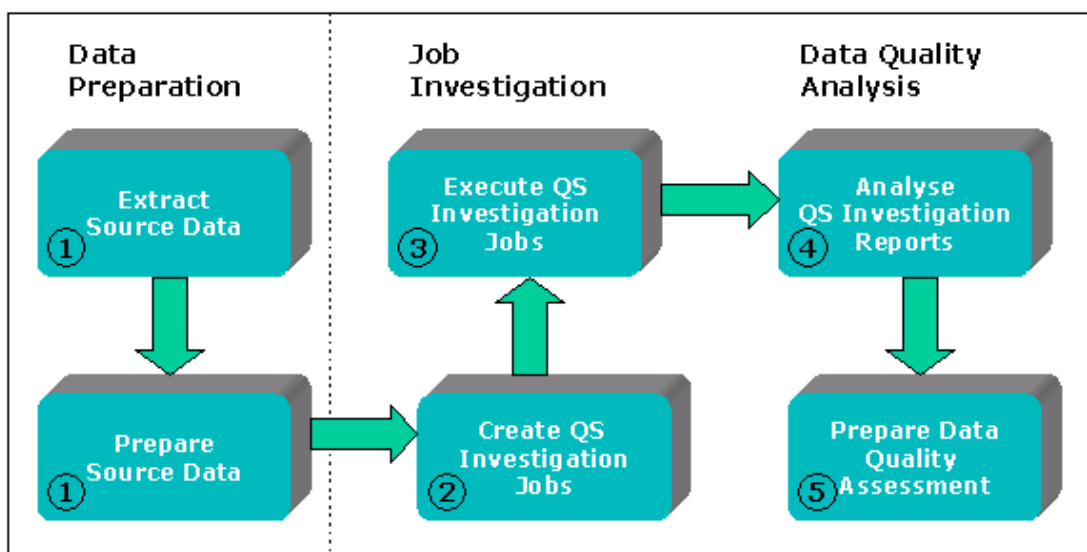 Data
Preparation
Job
Investigation
Data Quality
Analysis
Extract
Source Data
1
Prepare
Source Data
1
Create QS
Investigation
Jobs
2
Execute QS
Investigation
Jobs
3
Analyse
QS Investigation
Reports
4
Prepare Data
Quality
Assessment
5